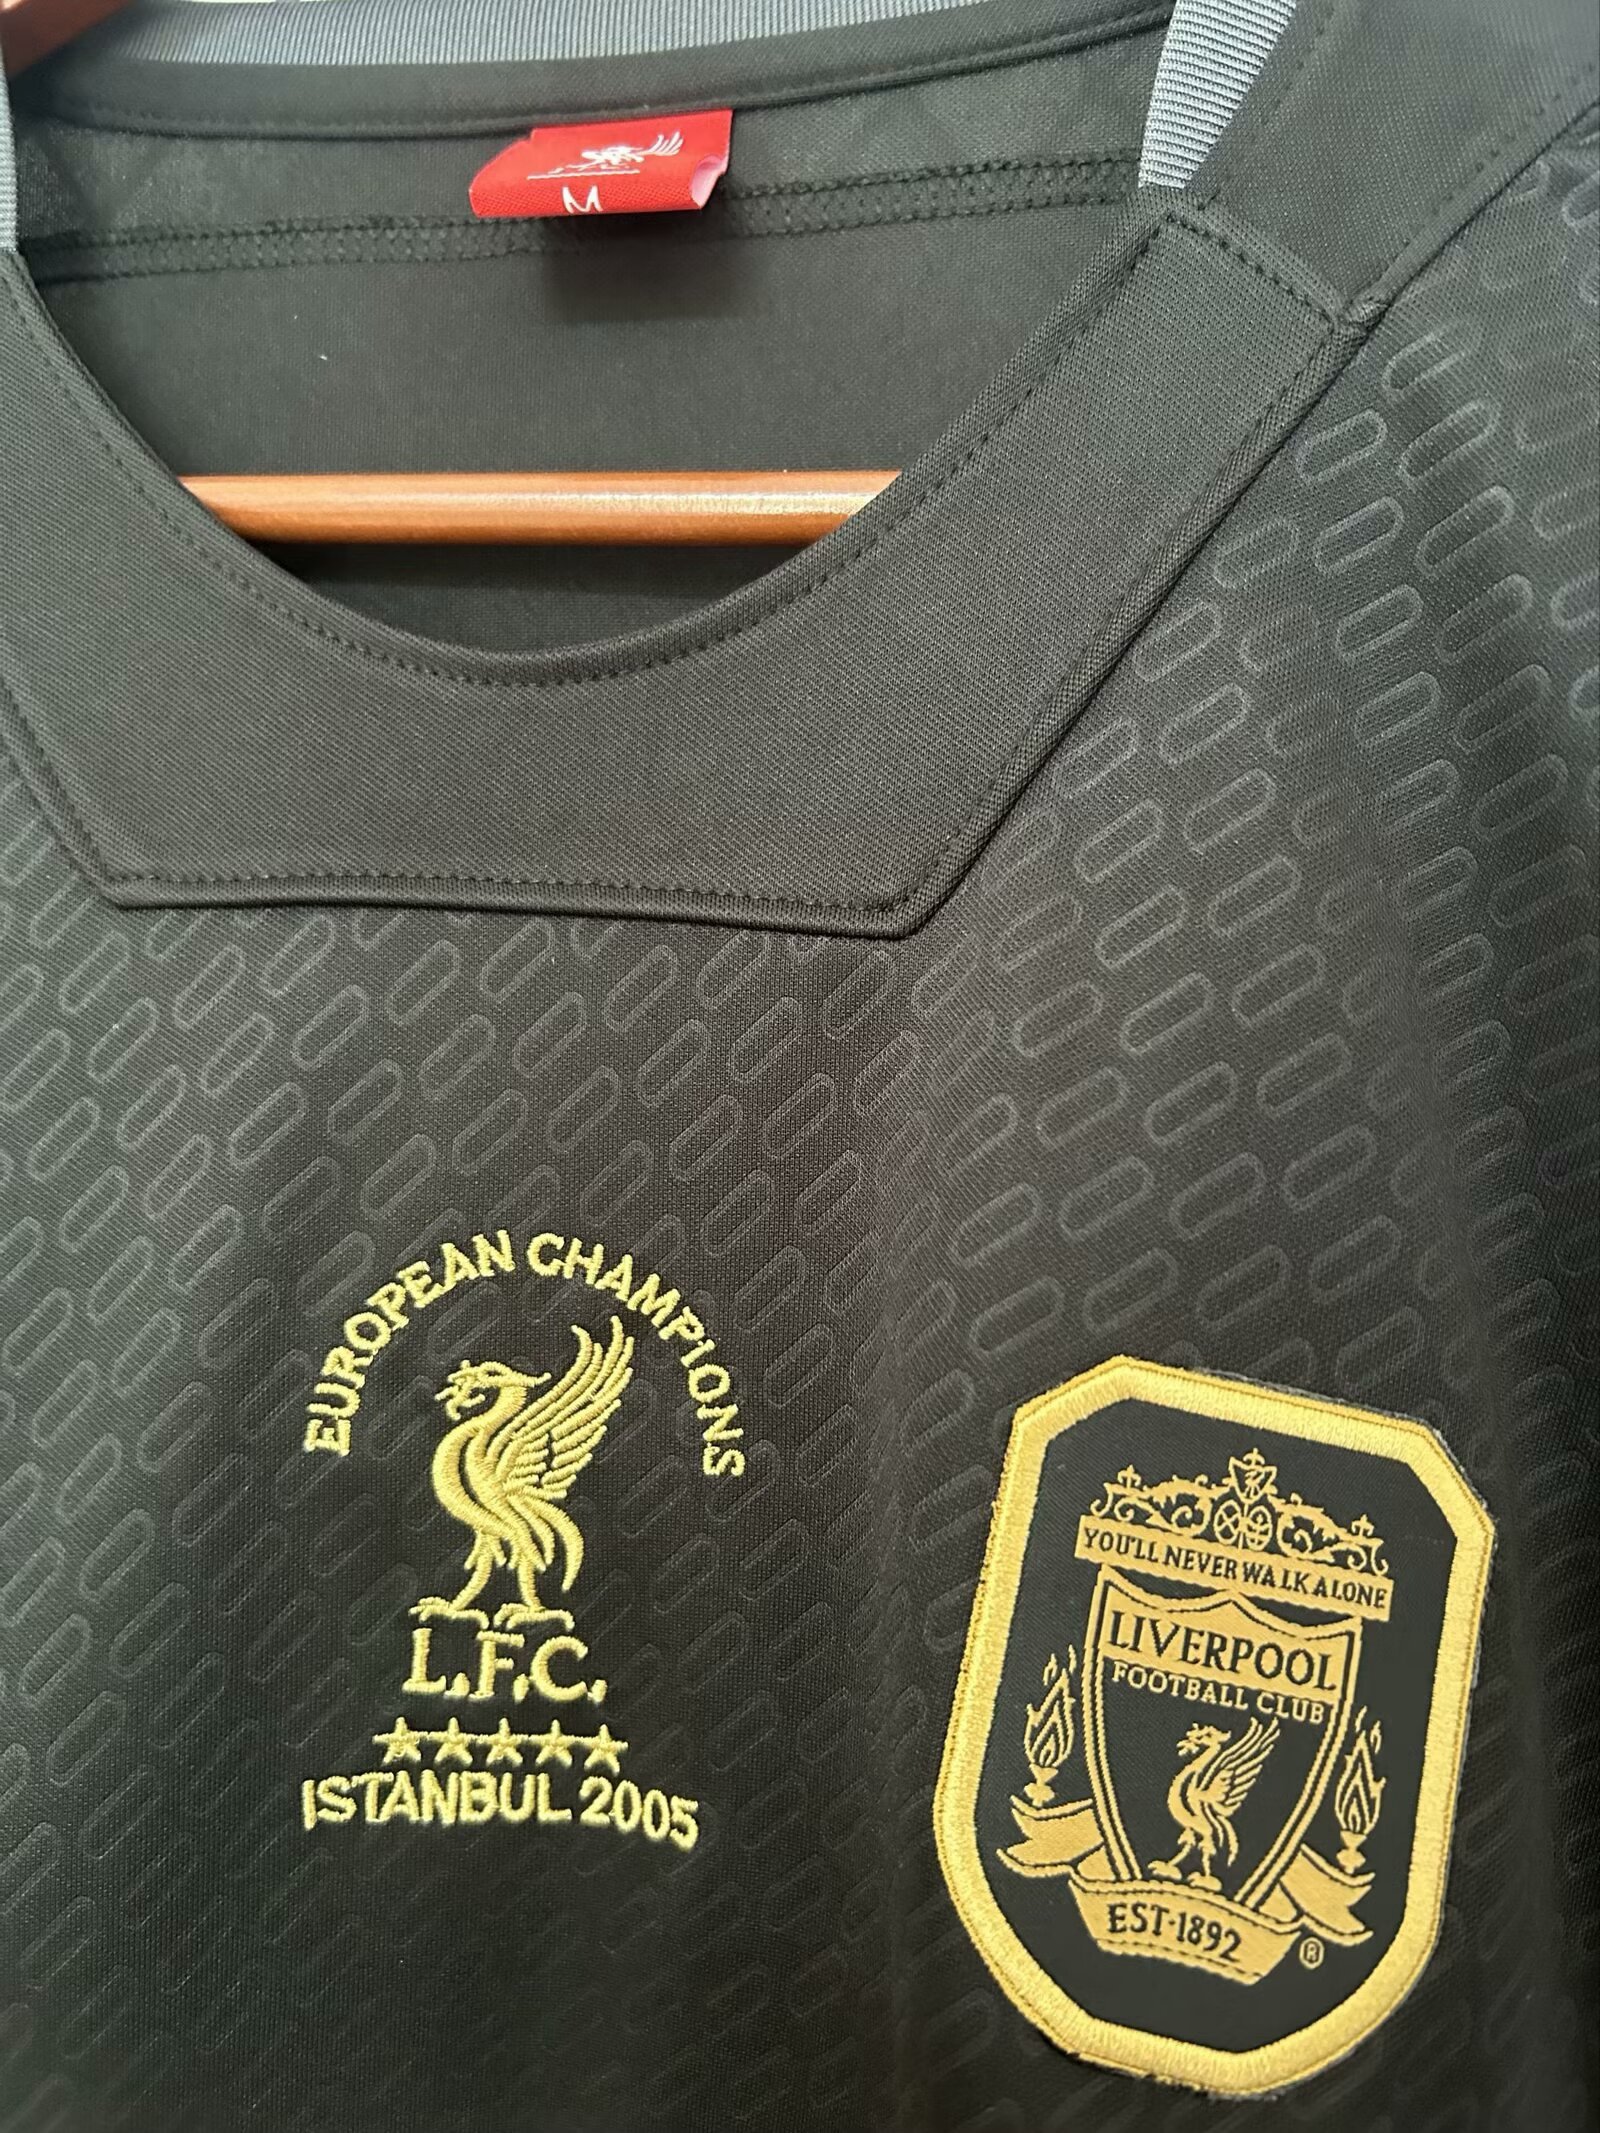 M
EUROPEAN CHAMPIONS
L.F.C.
ISTANBUL 2005
YOU'LL NEVER WALK ALONE
LIVERPOOL
FOOTBALL CLUB
EST·1892
®